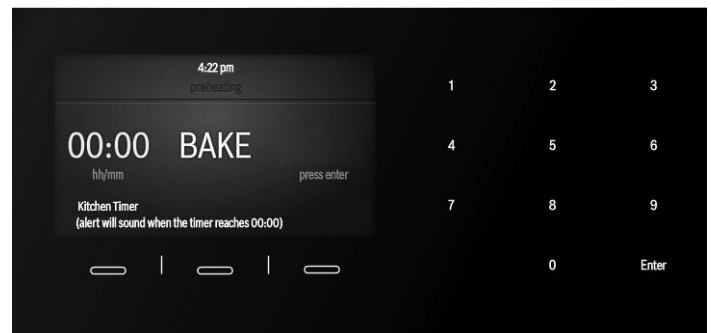 4:22 pm
preheating
00:00 BAKE
hh/mm
press enter
Kitchen Timer
(alert will sound when the timer reaches 00:00)
1 2 3
4 5 6
7 8 9
0 Enter